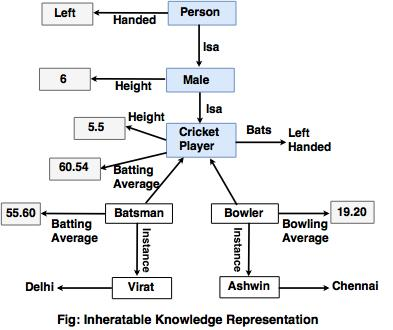 Left
Person
Handed
Isa
6
Male
Height
Isa
Height
5.5
Cricket
Player
Bats
Left
Handed
60.54
Batting
Average
55.60
Batsman
Bowler
19.20
Batting
Average
Bowling
Average
Instance
Instance
Delhi
Virat
Ashwin
Chennai
Fig: Inheratable Knowledge Representation